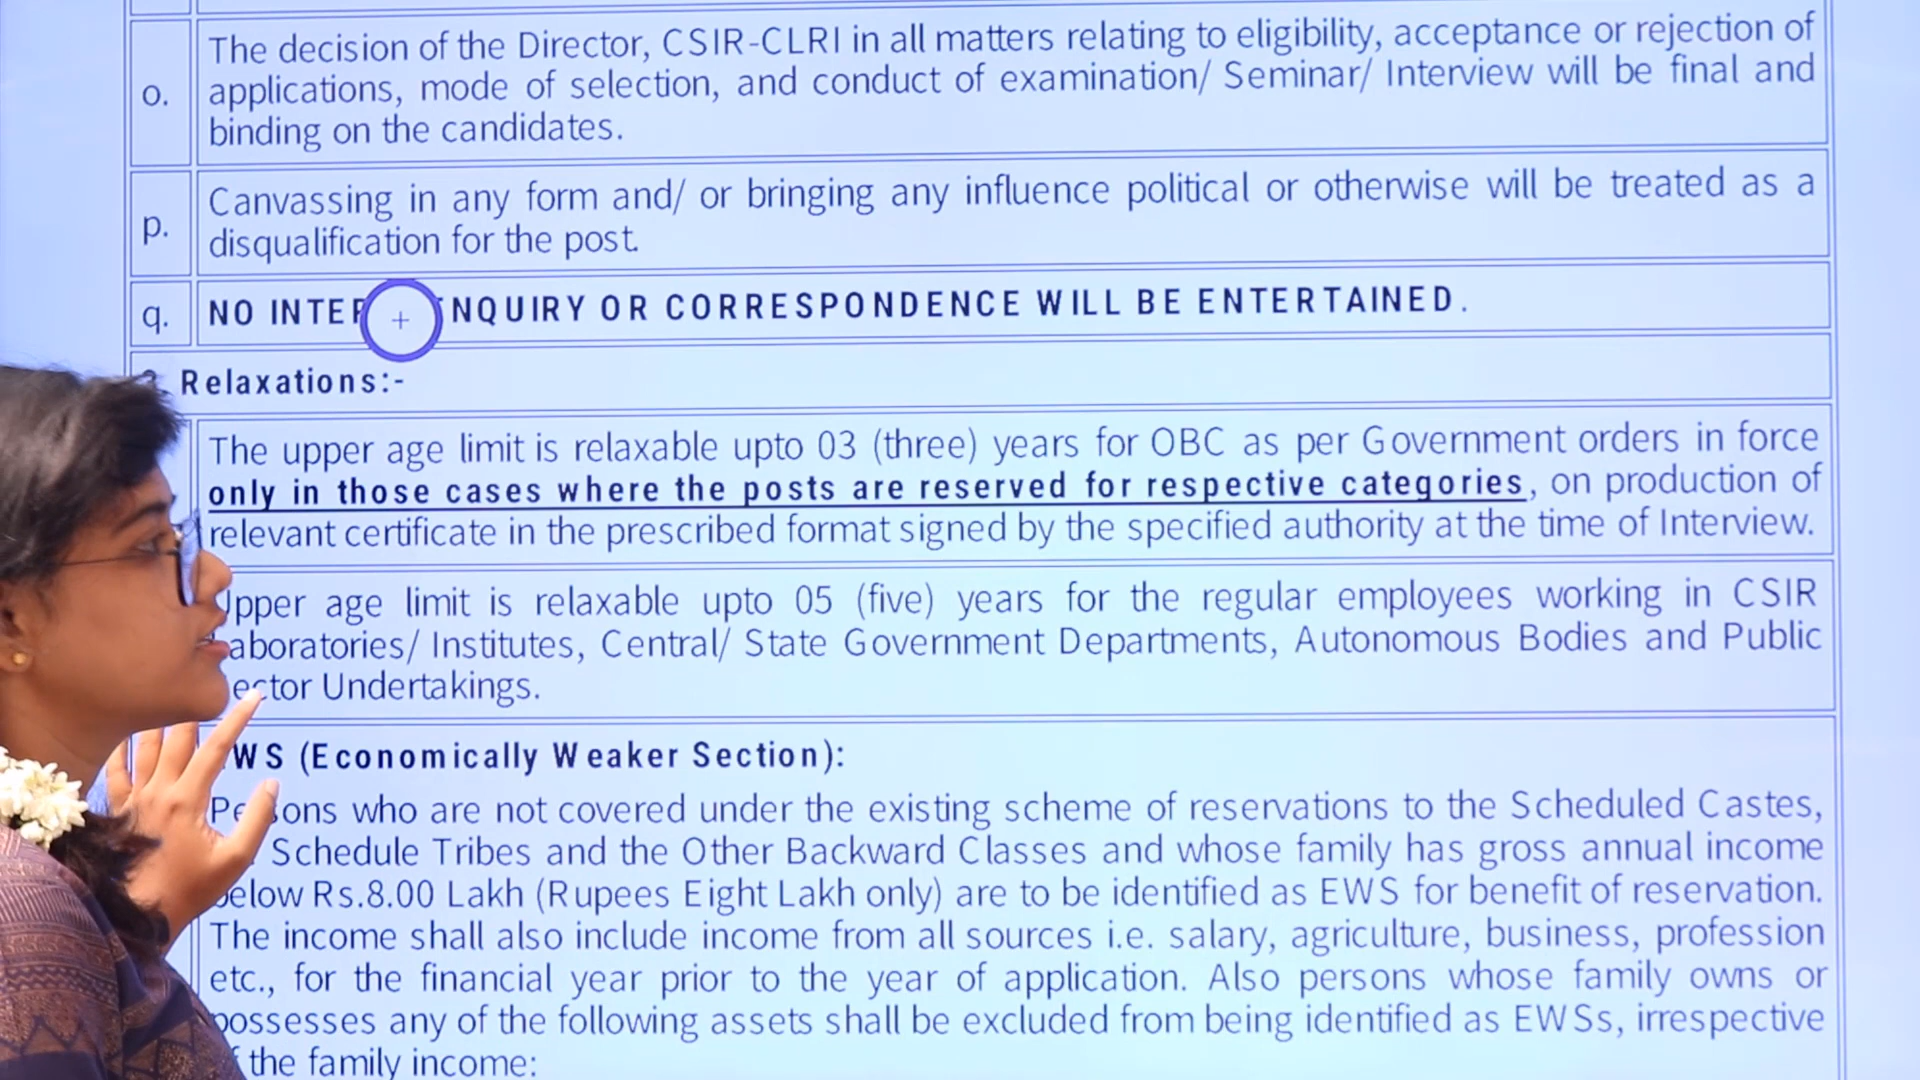 The decision of the Director, CSIR-CLRI in all matters relating to eligibility, acceptance or rejection of
o. applications, mode of selection, and conduct of examination/ Seminar/ Interview will be final and
binding on the candidates.
Canvassing in any form and/ or bringing any influence political or otherwise will be treated as a
p. disqualification for the post.
q. NO INTER NQUIRY OR CORRESPONDENCE WILL BE ENTERTAINED.
Relaxations:-
The upper age limit is relaxable upto 03 (three) years for OBC as per Government orders in force
only in those cases where the posts are reserved for respective categories, on production of
relevant certificate in the prescribed format signed by the specified authority at the time of Interview.
Upper age limit is relaxable upto 05 (five) years for the regular employees working in CSIR
aboratories/ Institutes, Central/ State Government Departments, Autonomous Bodies and Public
ector Undertakings.
WS (Economically Weaker Section):
Persons who are not covered under the existing scheme of reservations to the Scheduled Castes,
Schedule Tribes and the Other Backward Classes and whose family has gross annual income
below Rs.8.00 Lakh (Rupees Eight Lakh only) are to be identified as EWS for benefit of reservation.
The income shall also include income from all sources i.e. salary, agriculture, business, profession
etc., for the financial year prior to the year of application. Also persons whose family owns or
possesses any of the following assets shall be excluded from being identified as EWSs, irrespective
the family income: